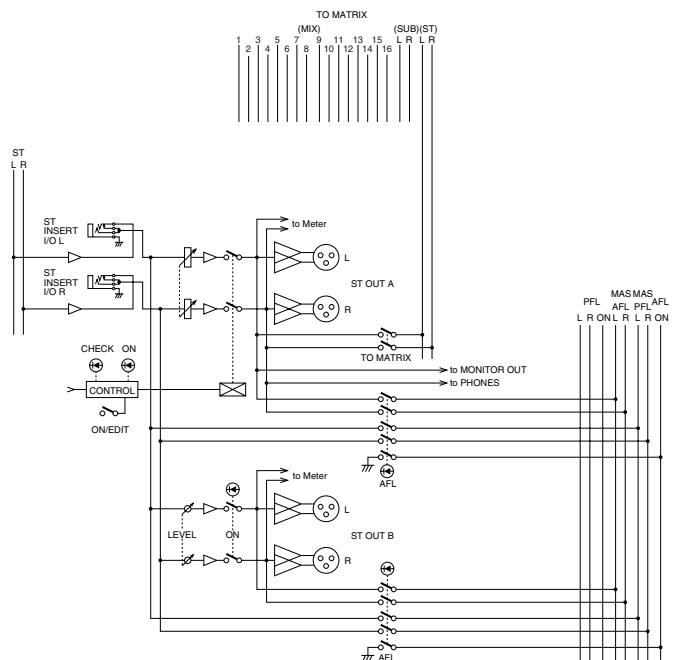 TO MATRIX
(MIX) (SUB)(ST)
1 3 5 7 9 11 13 15 L R L R
2 4 6 8 10 12 14 16
ST
L R
ST
INSERT
I/O L
to Meter
L
ST OUT A
ST
INSERT
I/O R
R
TO MATRIX
CHECK ON
CONTROL
ON/EDIT
to MONITOR OUT
to PHONES
PFL MAS AFL MAS PFL AFL
L R ON L R L R ON
AFL
to Meter
L
LEVEL ON
ST OUT B
R
AFL